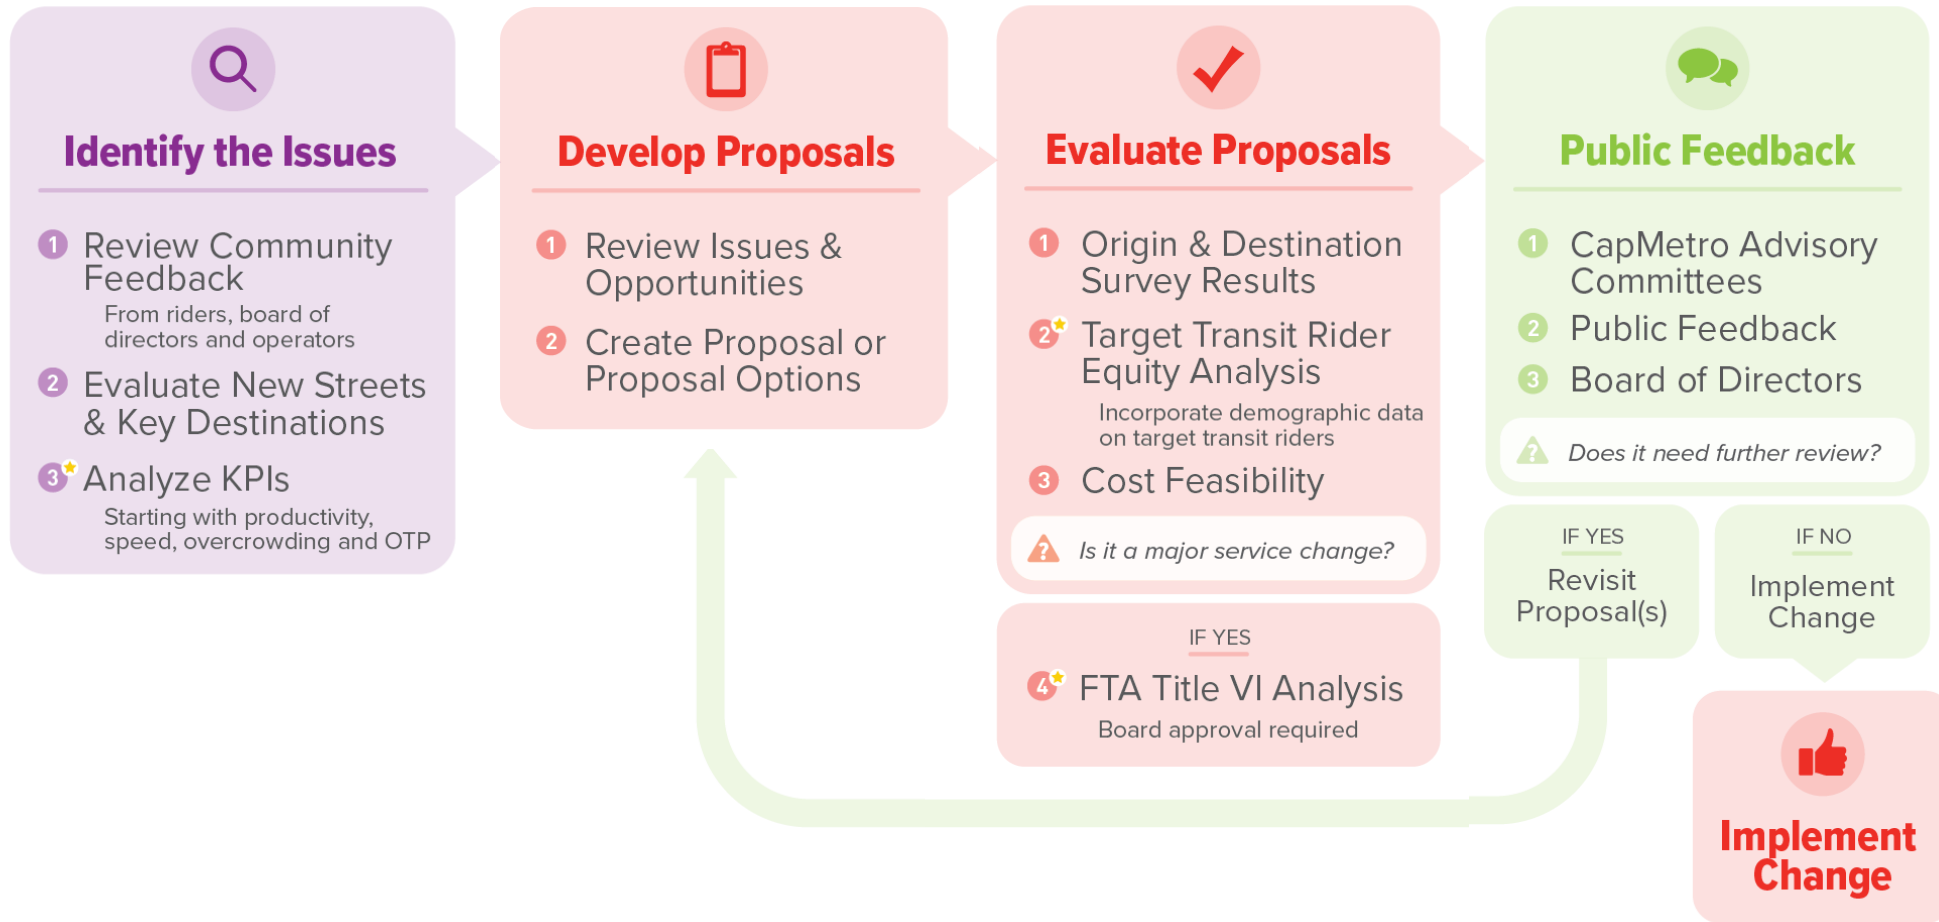 Identify the Issues
1 Review Community
Feedback
From riders, board of
directors and operators
2 Evaluate New Streets
& Key Destinations
3 Analyze KPIs
Starting with productivity,
speed, overcrowding and OTP
Develop Proposals
1 Review Issues &
Opportunities
2 Create Proposal or
Proposal Options
Evaluate Proposals
1 Origin & Destination
Survey Results
2 Target Transit Rider
Equity Analysis
Incorporate demographic data
on target transit riders
3 Cost Feasibility
? Is it a major service change?
IF YES
4 FTA Title VI Analysis
Board approval required
Public Feedback
1 CapMetro Advisory
Committees
2 Public Feedback
3 Board of Directors
? Does it need further review?
IF YES
Revisit
Proposal(s)
IF NO
Implement
Change
Implement
Change